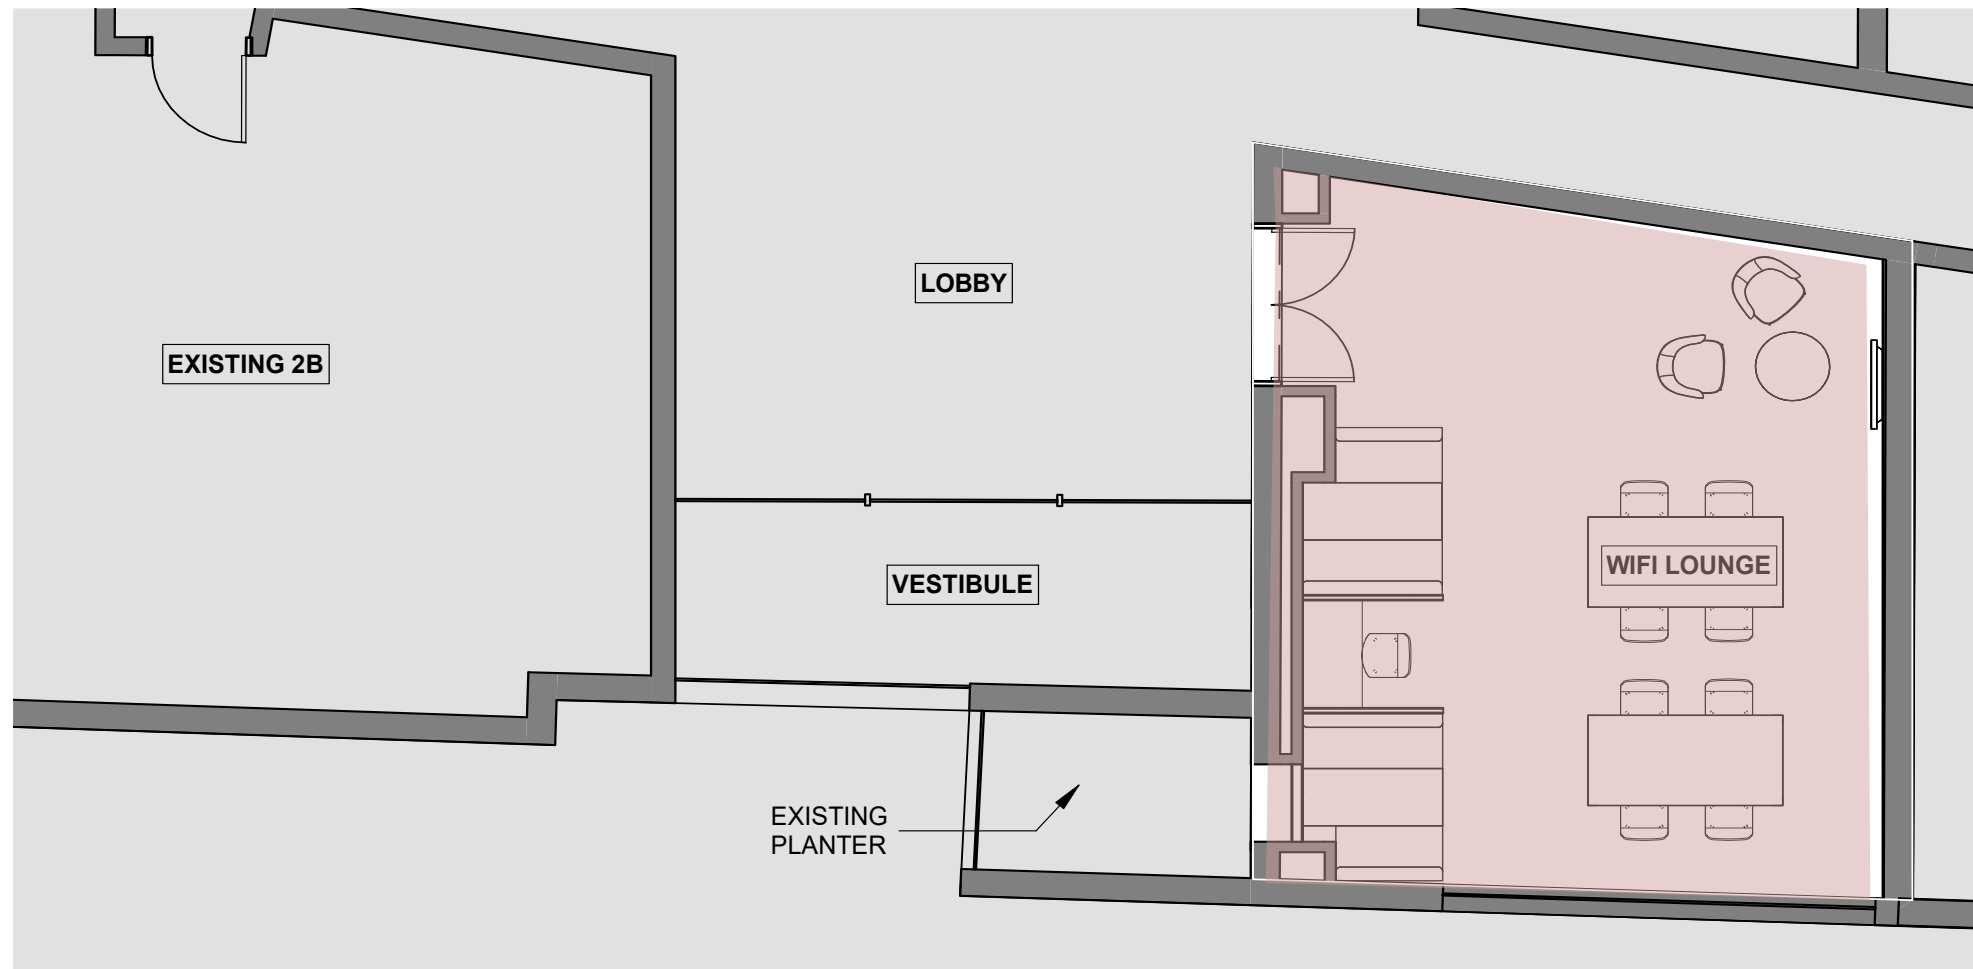 LOBBY
EXISTING 2B
WIFI LOUNGE
VESTIBULE
EXISTING
PLANTER